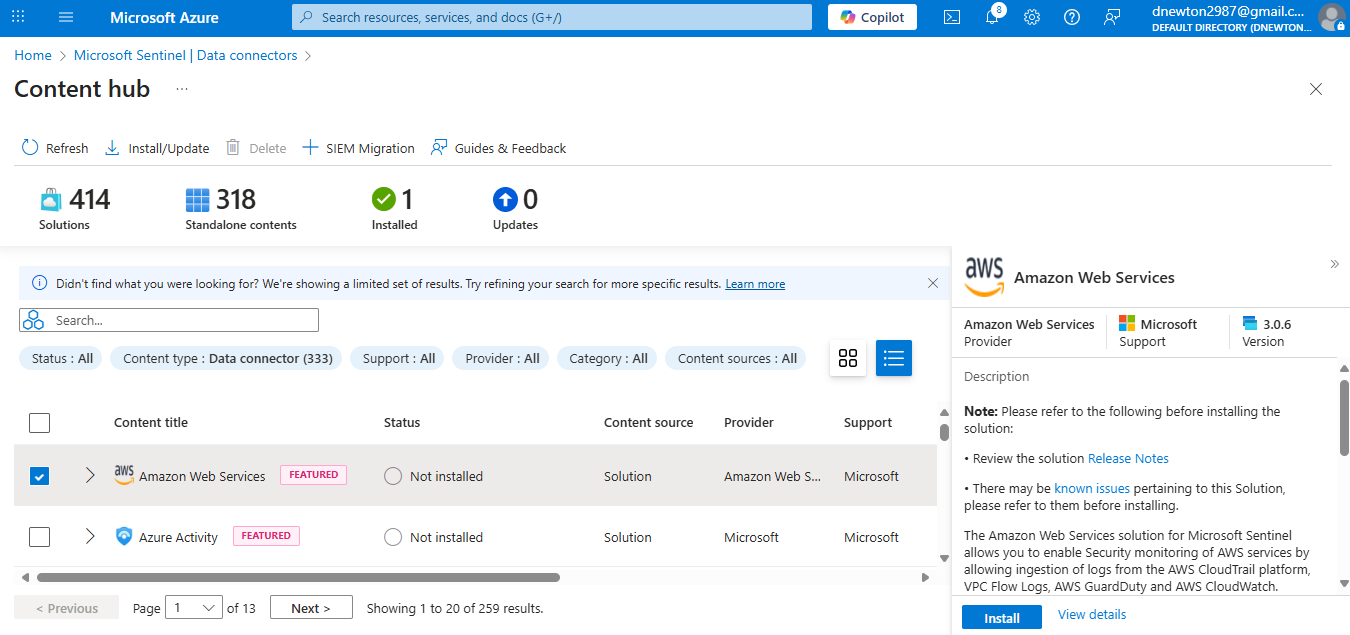 Microsoft Azure
Search resources, services, and docs (G+/)
Copilot
8
dnewton2987@gmail.c...
DEFAULT DIRECTORY (DNEWTON...
Home > Microsoft Sentinel | Data connectors >
Content hub ...
Refresh Install/Update Delete SIEM Migration Guides & Feedback
414 318 1 0
Solutions Standalone contents Installed Updates
Didn't find what you were looking for? We're showing a limited set of results. Try refining your search for more specific results. Learn more
Search...
Status : All Content type : Data connector (333) Support : All Provider : All Category : All Content sources : All
Content title Status Content source Provider Support
aws Amazon Web Services FEATURED Not installed Solution Amazon Web S... Microsoft
Azure Activity FEATURED Not installed Solution Microsoft Microsoft
< Previous Page 1 of 13 Next > Showing 1 to 20 of 259 results.
aws Amazon Web Services
Amazon Web Services Microsoft 3.0.6
Provider Support Version
Description
Note: Please refer to the following before installing the
solution:
• Review the solution Release Notes
• There may be known issues pertaining to this Solution,
please refer to them before installing.
The Amazon Web Services solution for Microsoft Sentinel
allows you to enable Security monitoring of AWS services by
allowing ingestion of logs from the AWS CloudTrail platform,
VPC Flow Logs, AWS GuardDuty and AWS CloudWatch.
Install View details